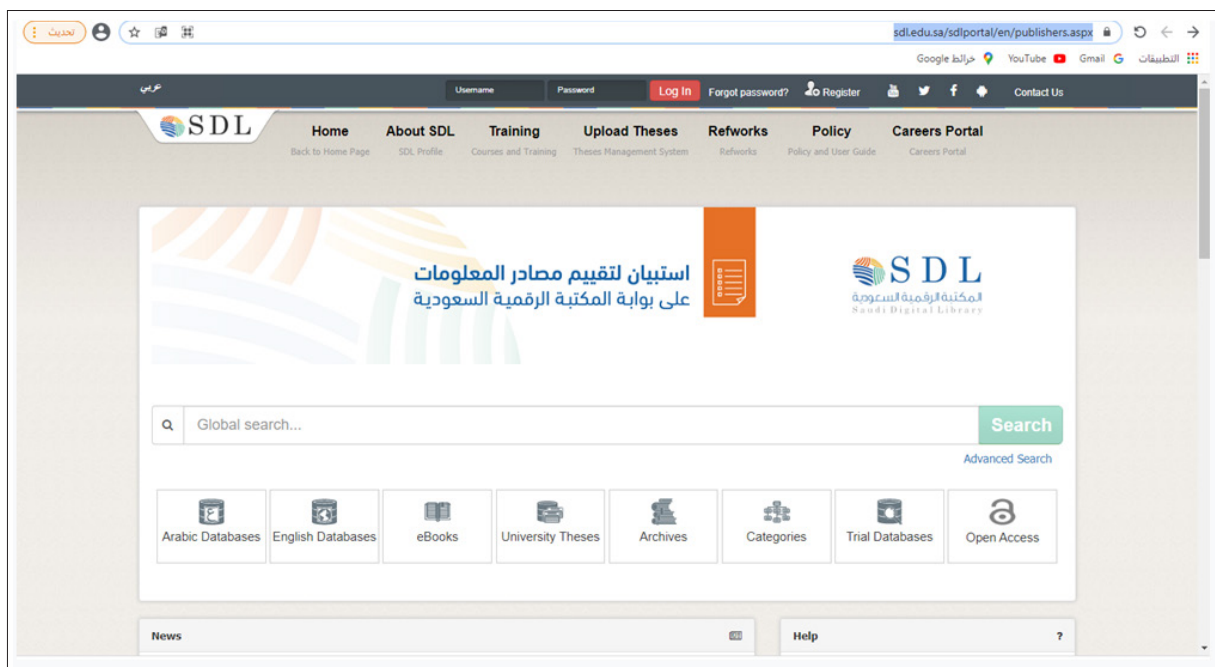 تحديث
sdl.edu.sa/sdlportal/en/publishers.aspx
التطبيقات Gmail YouTube خرائط Google
عربي Username Password Log In Forgot password? Register Contact Us
SDL
Home About SDL Training Upload Theses Refworks Policy Careers Portal
Back to Home Page SDL Profile Courses and Training Theses Management System Refworks Policy and User Guide Careers Portal
استبيان لتقييم مصادر المعلومات
على بوابة المكتبة الرقمية السعودية
SDL
المكتبة الرقمية السعودية
Saudi Digital Library
Global search... Search
Advanced Search
Arabic Databases English Databases eBooks University Theses Archives Categories Trial Databases Open Access
News Help ?